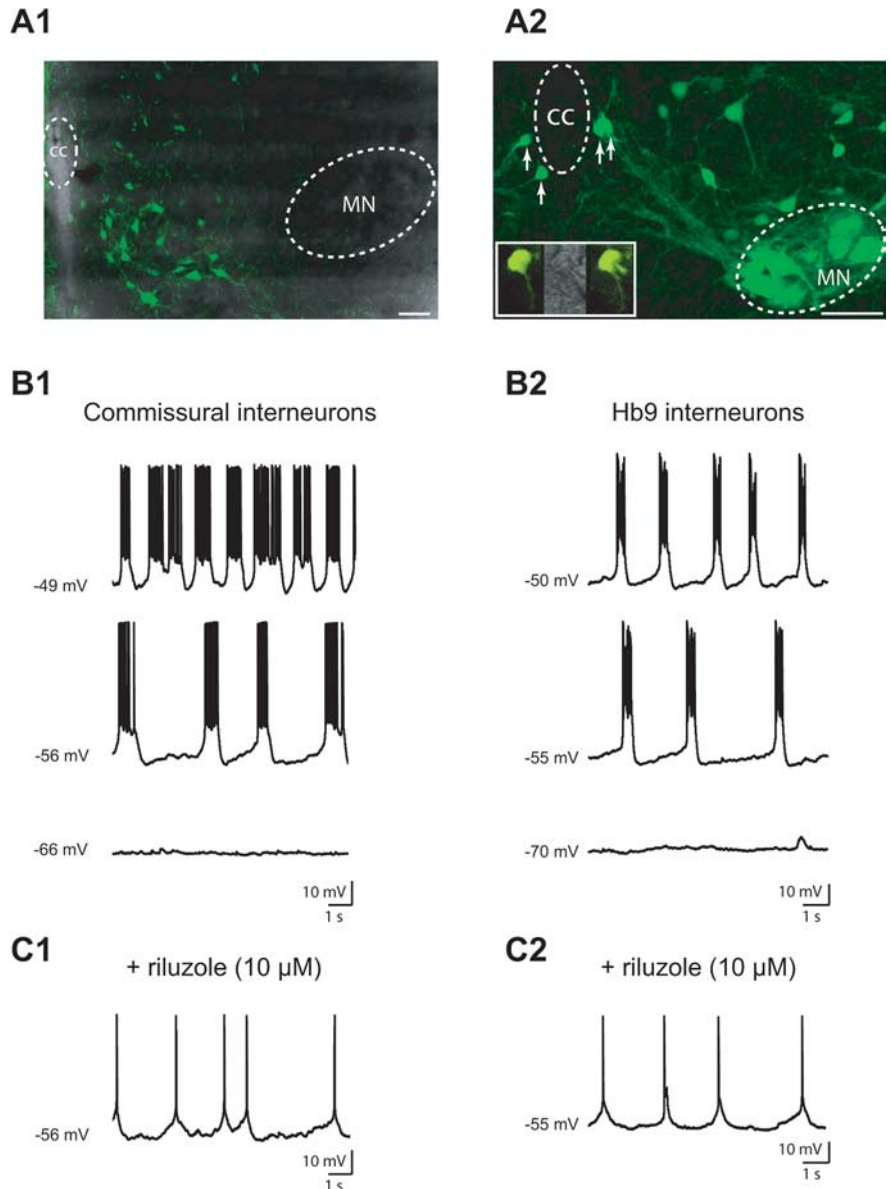 A1
A2
CC
MN
CC
MN
B1
B2
Commissural interneurons
Hb9 interneurons
-49 mV
-50 mV
-56 mV
-55 mV
-66 mV
-70 mV
10 mV
1 s
10 mV
1 s
C1
C2
+ riluzole (10 µM)
+ riluzole (10 µM)
-56 mV
-55 mV
10 mV
1 s
10 mV
1 s